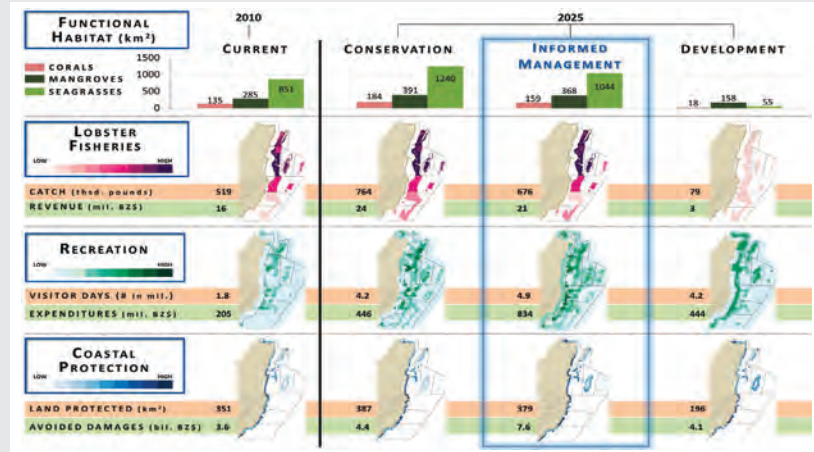 FUNCTIONAL
HABITAT (km²)
2010
2025
CURRENT
CONSERVATION
INFORMED
MANAGEMENT
DEVELOPMENT
CORALS
MANGROVES
SEAGRASSES
1500
1000
500
0
135 285 851
184 391 1240
159 368 1044
18 158 55
LOBSTER
FISHERIES
LOW HIGH
CATCH (thsd. pounds) 519 764 676 79
REVENUE (mil. BZ$) 16 24 21 3
RECREATION
LOW HIGH
VISITOR DAYS (# in mil.) 1.8 4.2 4.9 4.2
EXPENDITURES (mil. BZ$) 205 446 834 444
COASTAL
PROTECTION
LOW HIGH
LAND PROTECTED (km²) 351 387 379 196
AVOIDED DAMAGES (bil. BZ$) 3.6 4.4 7.6 4.1